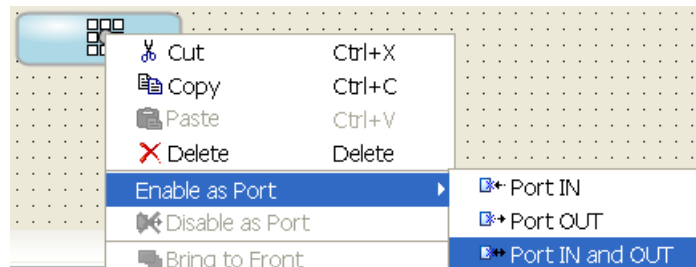 Cut Ctrl+X
Copy Ctrl+C
Paste Ctrl+V
Delete Delete
Enable as Port
Port IN
Disable as Port
Port OUT
Bring to Front
Port IN and OUT